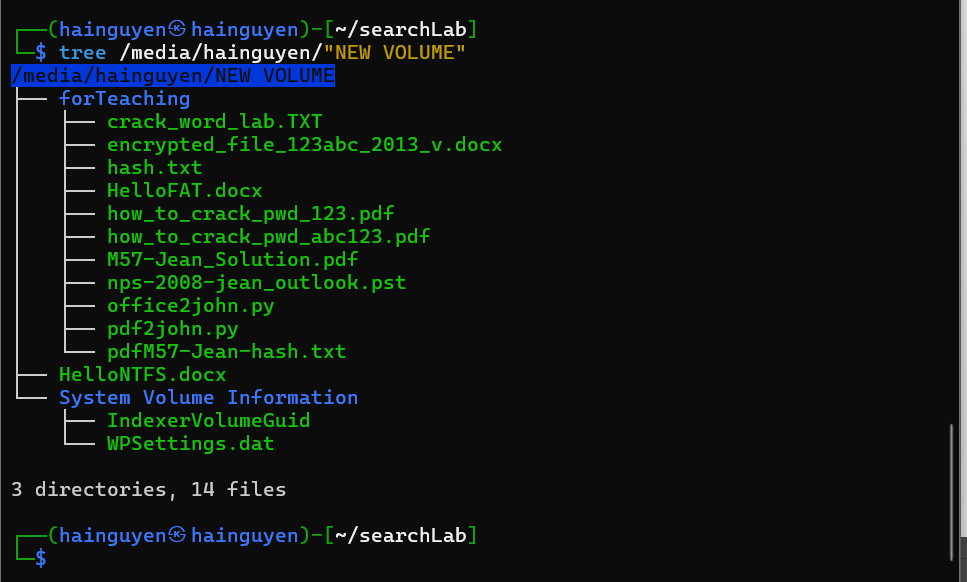 ┌──(hainguyen㉿hainguyen)-[~/searchLab]
└─$ tree /media/hainguyen/"NEW VOLUME"
/media/hainguyen/NEW VOLUME
├── forTeaching
│   ├── crack_word_lab.TXT
│   ├── encrypted_file_123abc_2013_v.docx
│   ├── hash.txt
│   ├── HelloFAT.docx
│   ├── how_to_crack_pwd_123.pdf
│   ├── how_to_crack_pwd_abc123.pdf
│   ├── M57-Jean_Solution.pdf
│   ├── nps-2008-jean_outlook.pst
│   ├── office2john.py
│   ├── pdf2john.py
│   └── pdfM57-Jean-hash.txt
├── HelloNTFS.docx
└── System Volume Information
    ├── IndexerVolumeGuid
    └── WPSettings.dat
3 directories, 14 files
┌──(hainguyen㉿hainguyen)-[~/searchLab]
└─$